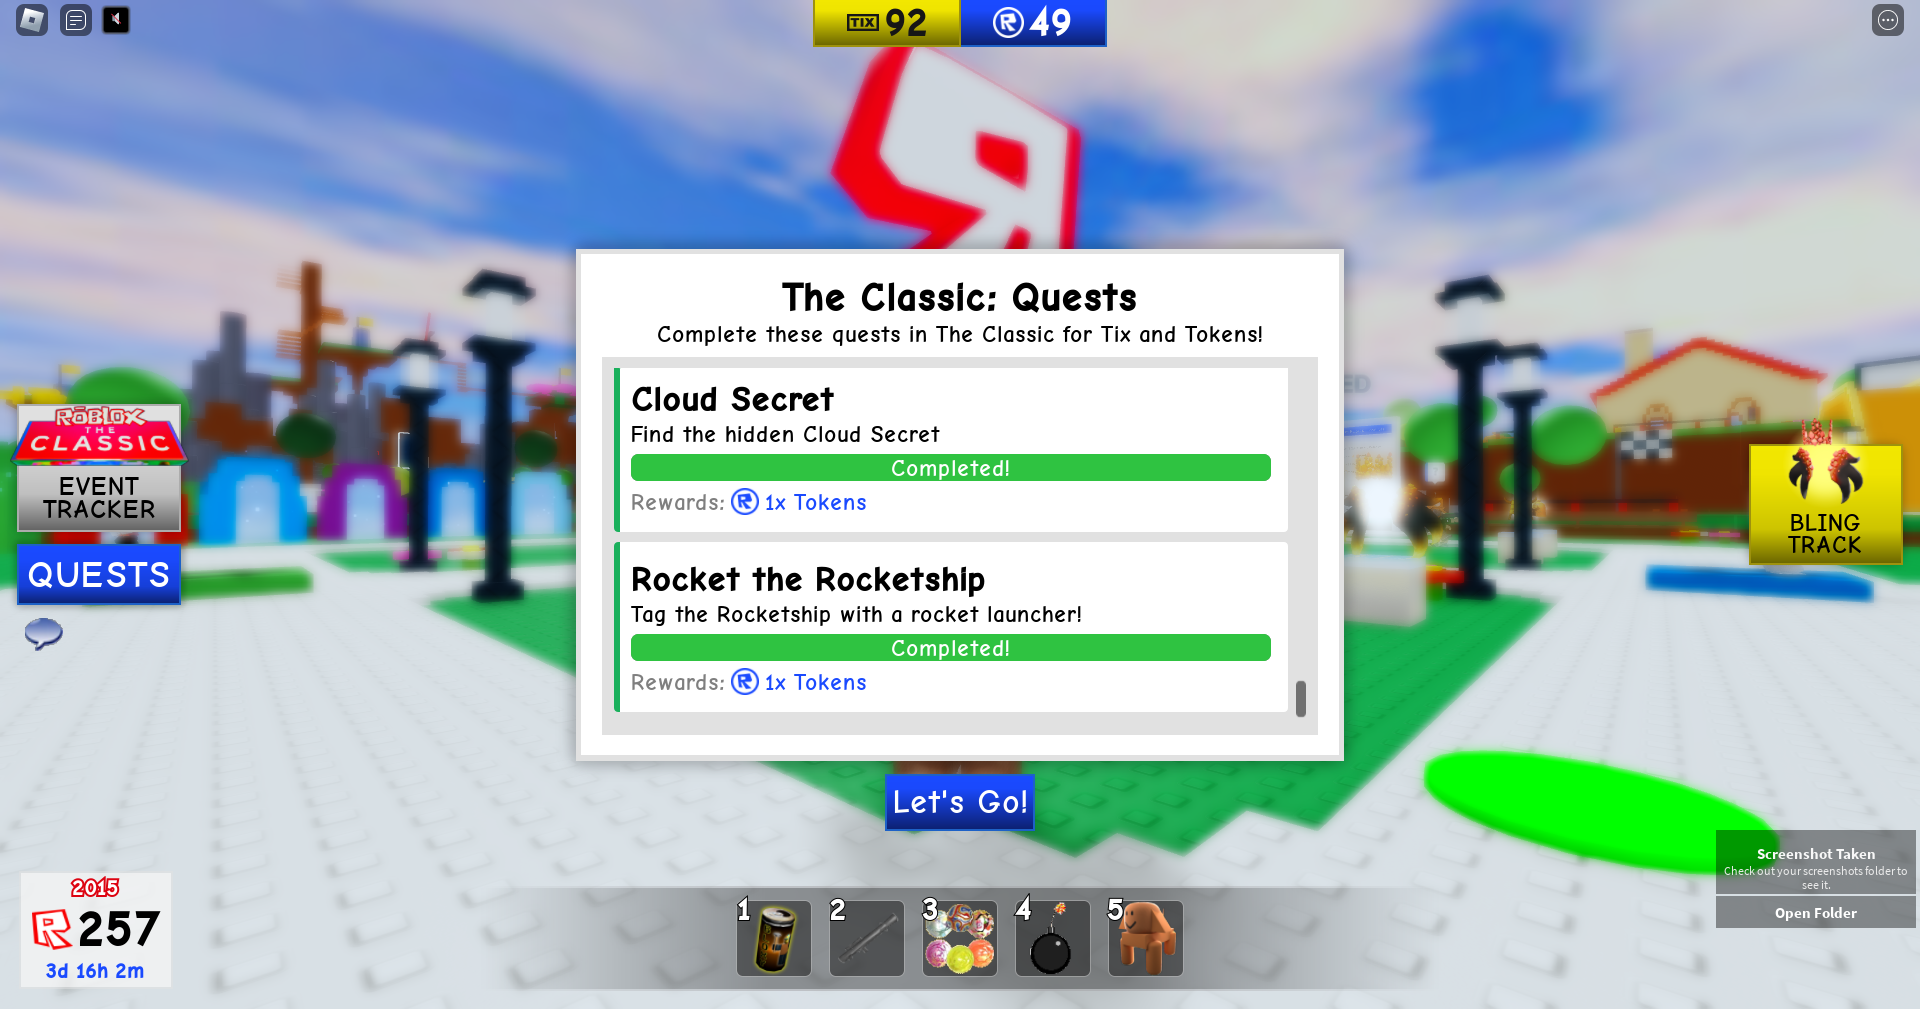 TIX 92
49
The Classic: Quests
Complete these quests in The Classic for Tix and Tokens!
Cloud Secret
Find the hidden Cloud Secret
Completed!
Rewards: 1x Tokens
Rocket the Rocketship
Tag the Rocketship with a rocket launcher!
Completed!
Rewards: 1x Tokens
Let's Go!
ROBLOX
THE
CLASSIC
EVENT
TRACKER
QUESTS
BLING
TRACK
2015
257
3d 16h 2m
1 2 3 4 5
Screenshot Taken
Check out your screenshots folder to
see it.
Open Folder